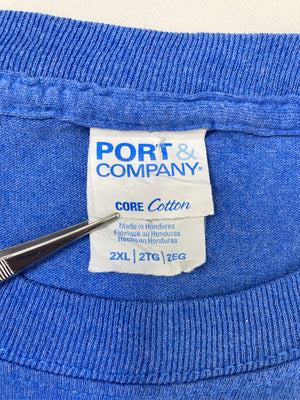 PORT &
COMPANY®
CORE Cotton
Made in Honduras
Fabriqué au Honduras
Hecho en Honduras
2XL | 2TG | 2EG